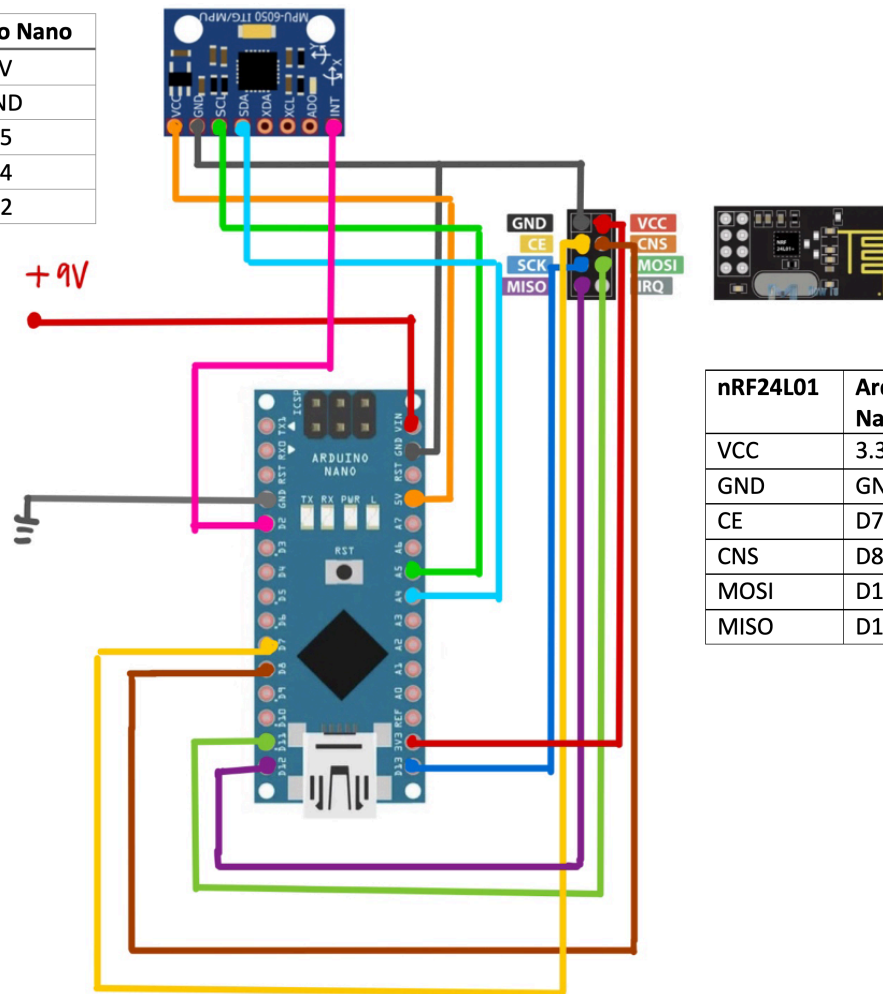 o Nano
V
ND
5
4
2
MPU-6050 ITG/MPU
VCC
GND
SCL
SDA
XDA
XCL
ADO
INT
Y
X
+9V
GND
VCC
CE
CNS
SCK
MOSI
MISO
IRQ
NRF
24L01+
nRF24L01 Ar
Na
VCC 3.3
GND GN
CE D7
CNS D8
MOSI D1
MISO D1
ICSP
ARDUINO
NANO
TX RX PWR L
RST
TX1
RX0
RST
GND
D2
D3
D4
D5
D6
D7
D8
D9
D10
D11
D12
VIN
GND
RST
5V
A7
A6
A5
A4
A3
A2
A1
A0
REF
3V3
D13